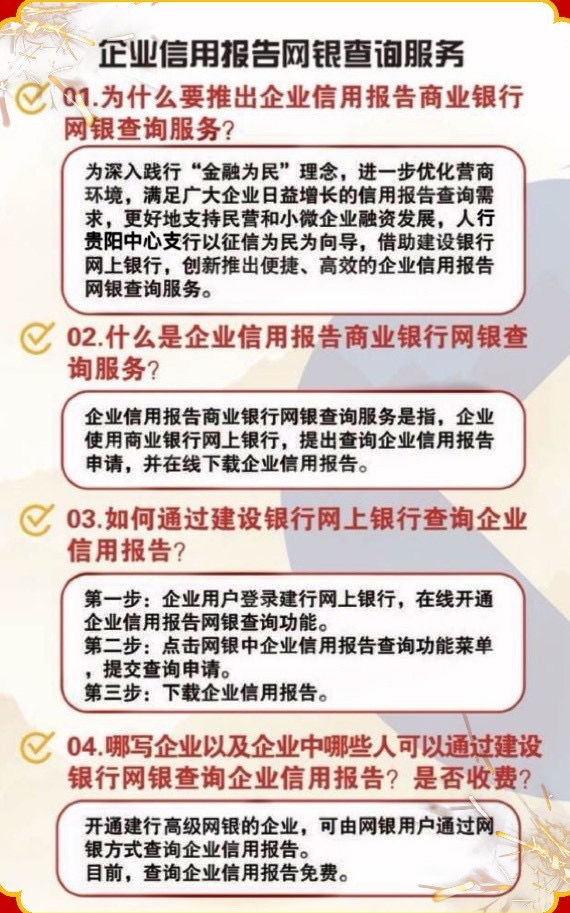 企业信用报告网银查询服务
01.为什么要推出企业信用报告商业银行
网银查询服务？
为深入践行“金融为民”理念，进一步优化营商
环境，满足广大企业日益增长的信用报告查询需
求，更好地支持民营和小微企业融资发展，人行
贵阳中心支行以征信为民为向导，借助建设银行
网上银行，创新推出便捷、高效的企业信用报告
网银查询服务。
02.什么是企业信用报告商业银行网银查
询服务？
企业信用报告商业银行网银查询服务是指，企业
使用商业银行网上银行，提出查询企业信用报告
申请，并在线下载企业信用报告。
03.如何通过建设银行网上银行查询企业
信用报告？
第一步：企业用户登录建行网上银行，在线开通
企业信用报告网银查询功能。
第二步：点击网银中企业信用报告查询功能菜单
，提交查询申请。
第三步：下载企业信用报告。
04.哪写企业以及企业中哪些人可以通过建设
银行网银查询企业信用报告？是否收费？
开通建行高级网银的企业，可由网银用户通过网
银方式查询企业信用报告。
目前，查询企业信用报告免费。